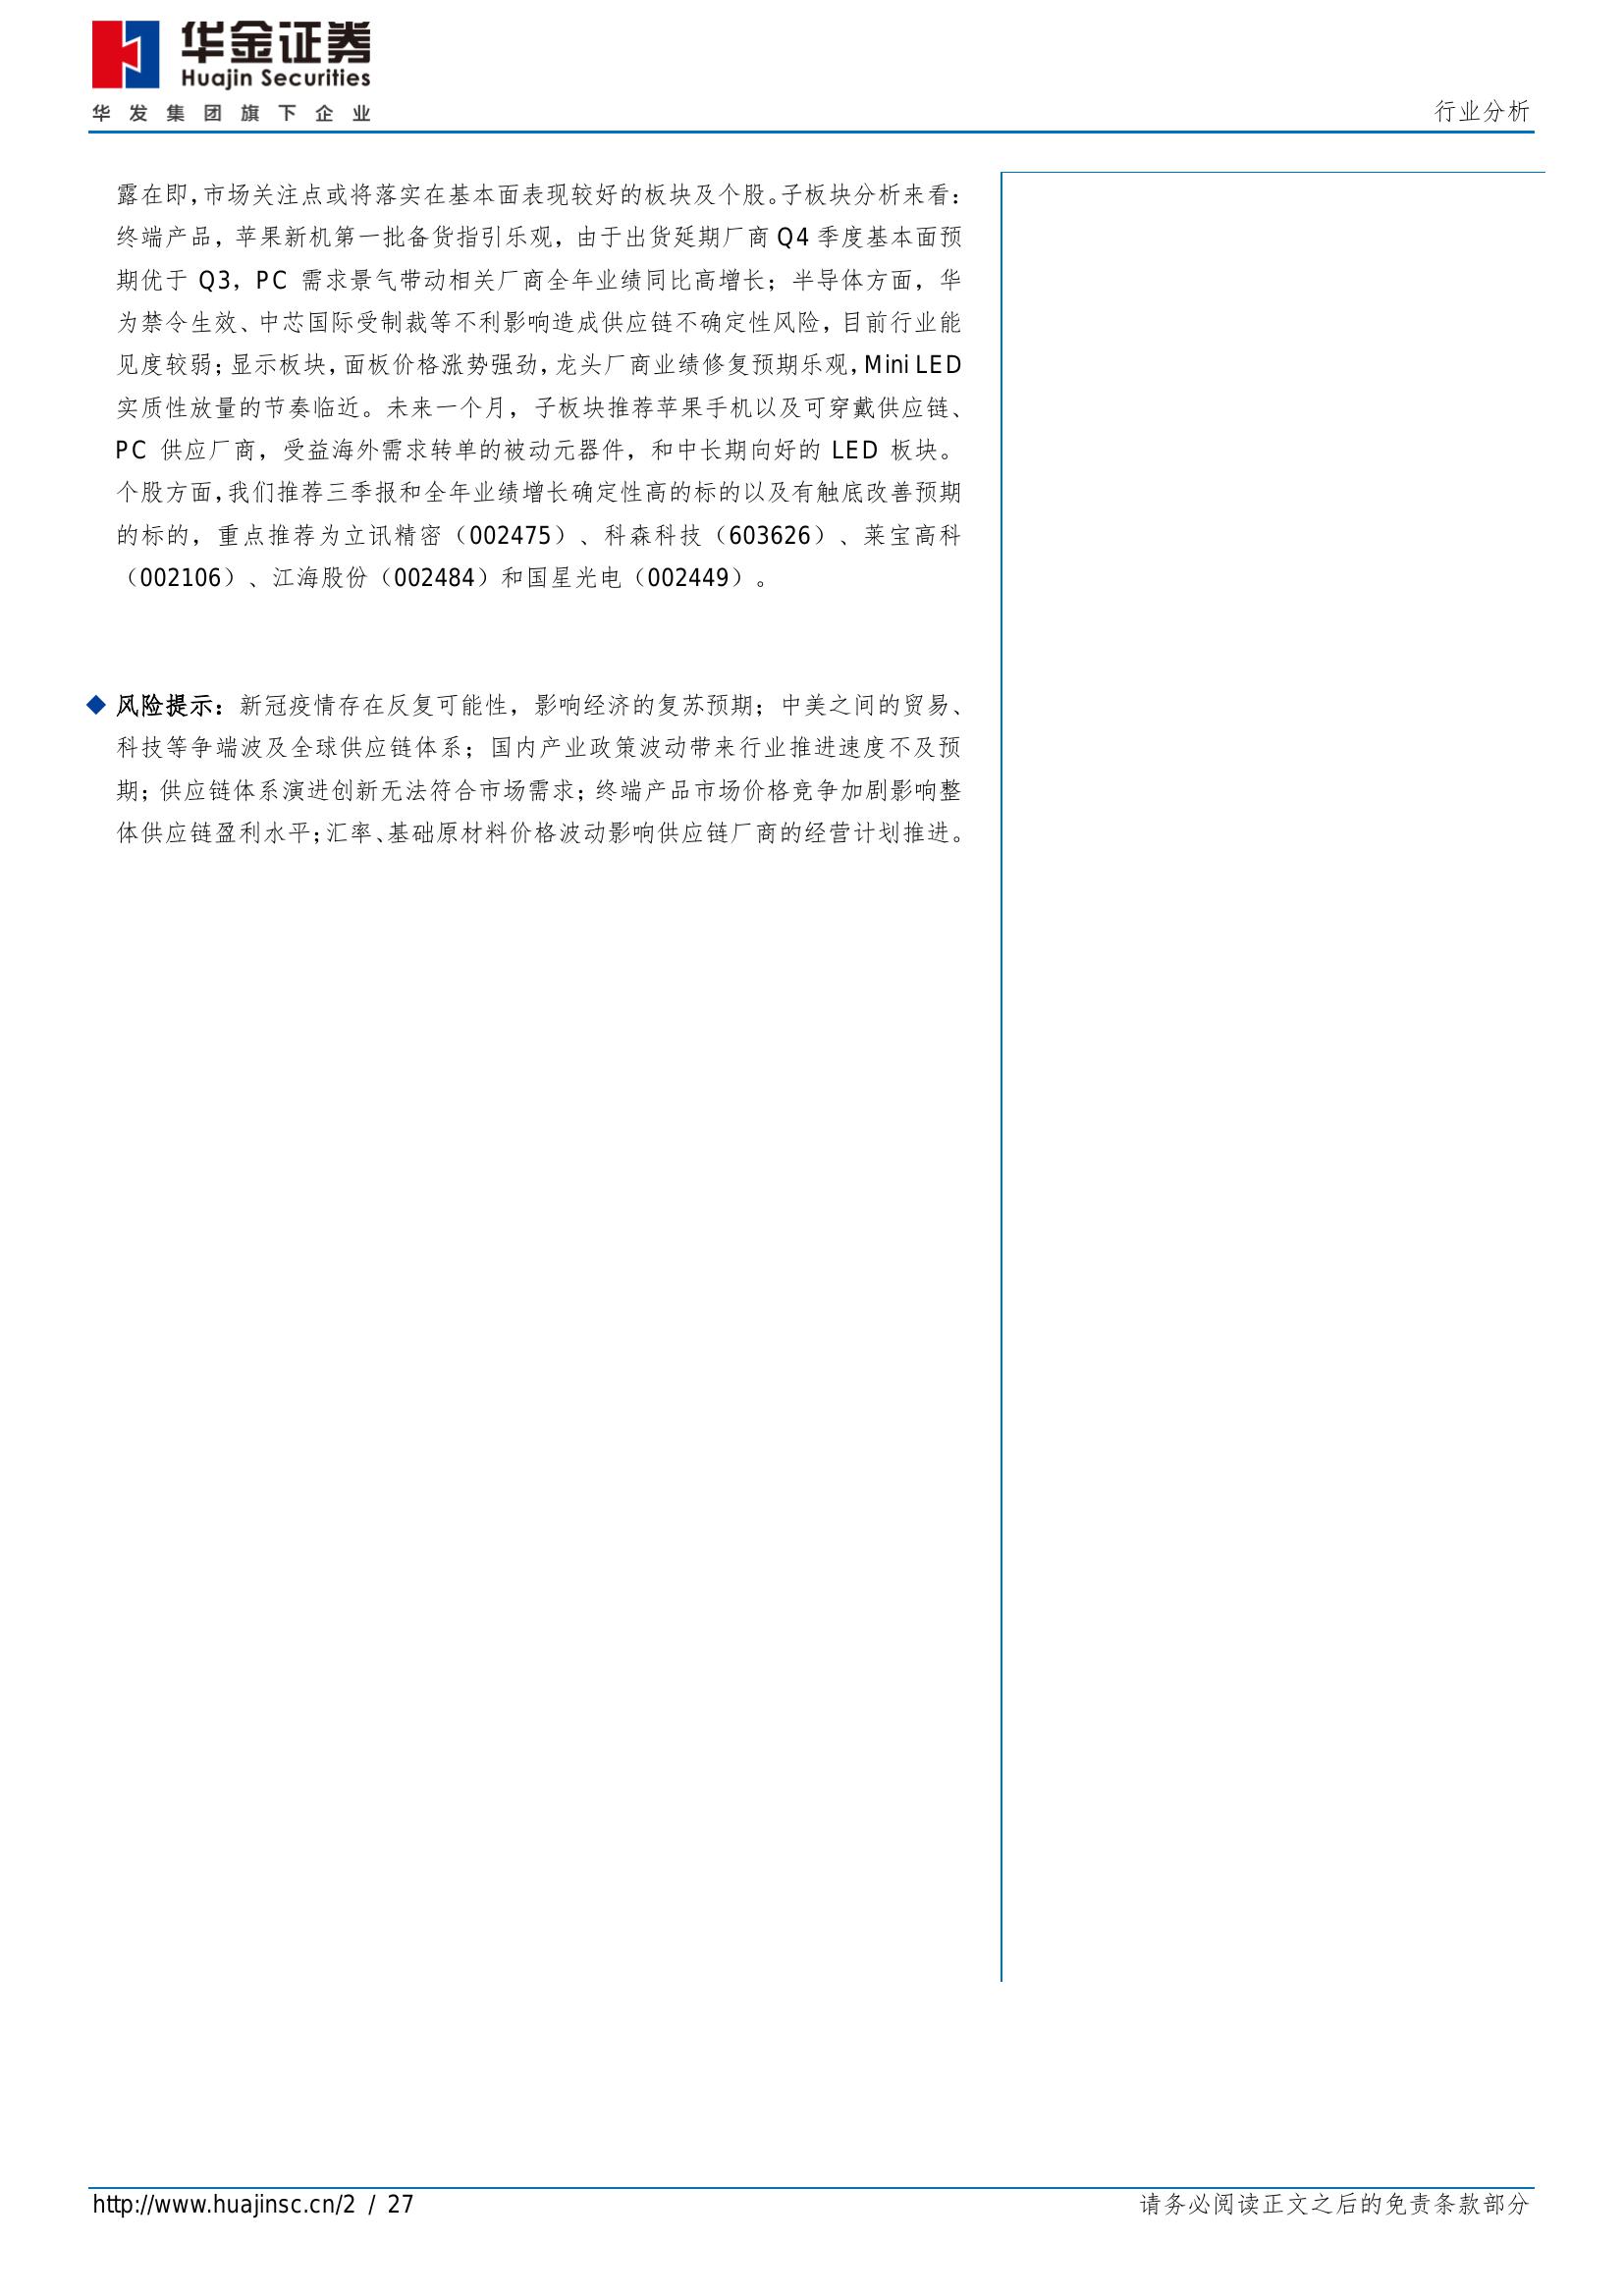 华金证券
Huajin Securities
华发集团旗下企业
行业分析
露在即，市场关注点或将落实在基本面表现较好的板块及个股。子板块分析来看：
终端产品，苹果新机第一批备货指引乐观，由于出货延期厂商 Q4 季度基本面预
期优于 Q3，PC 需求景气带动相关厂商全年业绩同比高增长；半导体方面，华
为禁令生效、中芯国际受制裁等不利影响造成供应链不确定性风险，目前行业能
见度较弱；显示板块，面板价格涨势强劲，龙头厂商业绩修复预期乐观，Mini LED
实质性放量的节奏临近。未来一个月，子板块推荐苹果手机以及可穿戴供应链、
PC 供应厂商，受益海外需求转单的被动元器件，和中长期向好的 LED 板块。
个股方面，我们推荐三季报和全年业绩增长确定性高的标的以及有触底改善预期
的标的，重点推荐为立讯精密（002475）、科森科技（603626）、莱宝高科
（002106）、江海股份（002484）和国星光电（002449）。
◆ 风险提示：新冠疫情存在反复可能性，影响经济的复苏预期；中美之间的贸易、
科技等争端波及全球供应链体系；国内产业政策波动带来行业推进速度不及预
期；供应链体系演进创新无法符合市场需求；终端产品市场价格竞争加剧影响整
体供应链盈利水平；汇率、基础原材料价格波动影响供应链厂商的经营计划推进。
http://www.huajinsc.cn/2 / 27
请务必阅读正文之后的免责条款部分